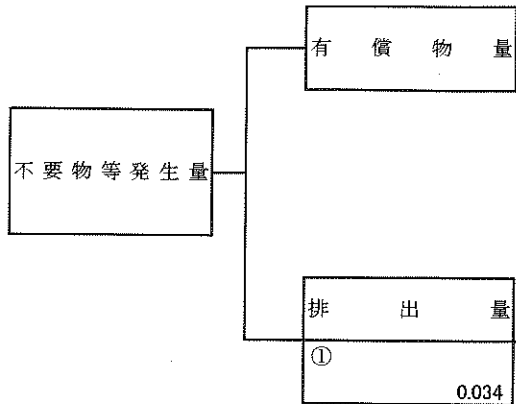 有償物量
不要物等発生量
排出量
①
0.034